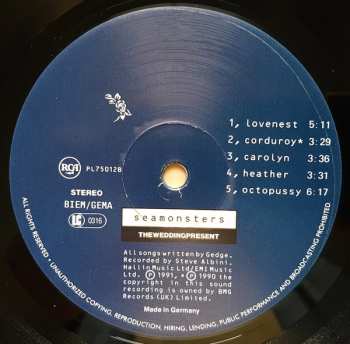 1, lovenest 5:11
2, corduroy* 3:29
3, carolyn 3:36
4, heather 3:31
5, octopussy 6:17
RCA
PL75012B
STEREO
BIEM/GEMA
0316
seamonsters
THEWEDDINGPRESENT
All songs written by Gedge.
Recorded by Steve Albini.
Hallin Music Ltd/EMI Music
Ltd. ℗ 1991, *℗ 1990 the
copyright in this sound
recording is owned by BMG
Records (UK) Limited.
Made in Germany
ALL RIGHTS RESERVED • UNAUTHORIZED COPYING, REPRODUCTION, HIRING, LENDING, PUBLIC PERFORMANCE AND BROADCASTING PROHIBITED